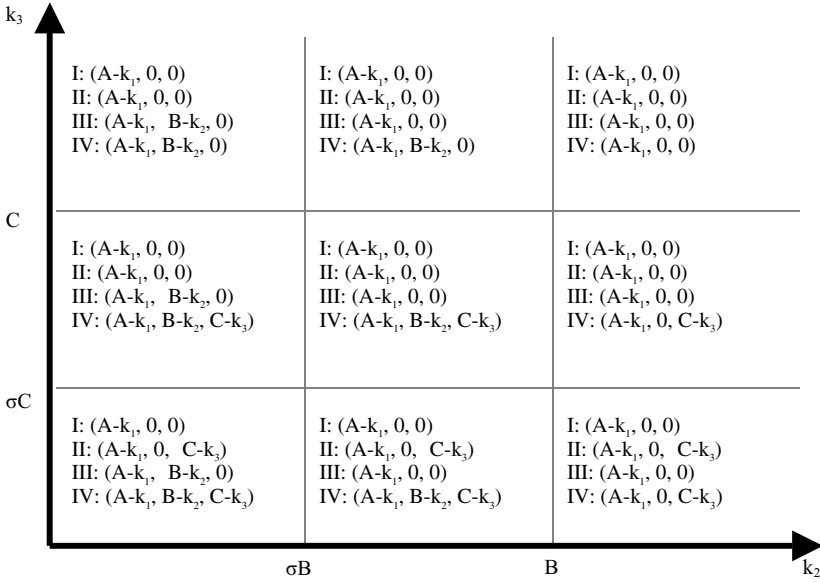 k₃
I: (A-k₁, 0, 0)
II: (A-k₁, 0, 0)
III: (A-k₁, B-k₂, 0)
IV: (A-k₁, B-k₂, 0)
I: (A-k₁, 0, 0)
II: (A-k₁, 0, 0)
III: (A-k₁, 0, 0)
IV: (A-k₁, B-k₂, 0)
I: (A-k₁, 0, 0)
II: (A-k₁, 0, 0)
III: (A-k₁, 0, 0)
IV: (A-k₁, 0, 0)
C
I: (A-k₁, 0, 0)
II: (A-k₁, 0, 0)
III: (A-k₁, B-k₂, 0)
IV: (A-k₁, B-k₂, C-k₃)
I: (A-k₁, 0, 0)
II: (A-k₁, 0, 0)
III: (A-k₁, 0, 0)
IV: (A-k₁, B-k₂, C-k₃)
I: (A-k₁, 0, 0)
II: (A-k₁, 0, 0)
III: (A-k₁, 0, 0)
IV: (A-k₁, 0, C-k₃)
σC
I: (A-k₁, 0, 0)
II: (A-k₁, 0, C-k₃)
III: (A-k₁, B-k₂, 0)
IV: (A-k₁, B-k₂, C-k₃)
I: (A-k₁, 0, 0)
II: (A-k₁, 0, C-k₃)
III: (A-k₁, 0, 0)
IV: (A-k₁, B-k₂, C-k₃)
I: (A-k₁, 0, 0)
II: (A-k₁, 0, C-k₃)
III: (A-k₁, 0, 0)
IV: (A-k₁, 0, C-k₃)
σB
B
k₂